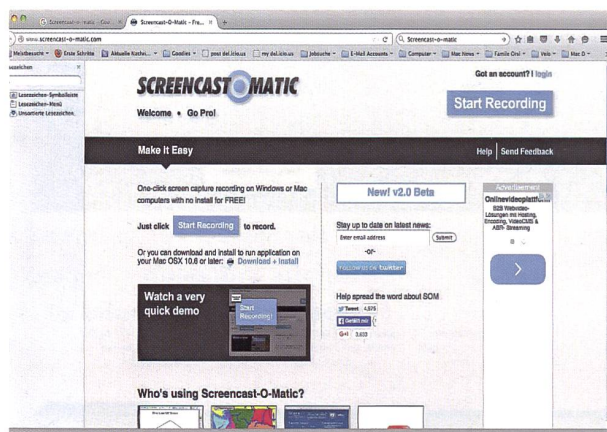 Screencast-O-Matic - Fre...
www.screencast-o-matic.com
Screencast-o-matic
Meistbesucht
Erste Schritte
Aktuelle Nachri...
Goodies
post del.icio.us
my del.icio.us
Jobsuche
E-Mail Accounts
Computer
Mac News
Mac O
Lesezeichen-Symbolleiste
Lesezeichen-Menü
Unsortierte Lesezeichen
SCREENCAST O MATIC
Got an account? | login
Start Recording
Welcome • Go Pro!
Make It Easy
Help | Send Feedback
One-click screen capture recording on Windows or Mac
computers with no install for FREE!
Just click Start Recording to record.
Or you can download and install to run application on
your Mac OSX 10.6 or later: Download + Install
Watch a very
quick demo
Start
Recording!
New! v2.0 Beta
Stay up to date on latest news:
Enter email address
Submit
-or-
Follow us on twitter
Help spread the word about SOM
Tweet 4,975
Gefällt mir
G+1 3,633
Advertisement
Onlinevideoplattfo
B2B Webvideo-
Lösungen mit Hosting,
Encoding, VideoCMS &
ABR- Streaming
Who's using Screencast-O-Matic?